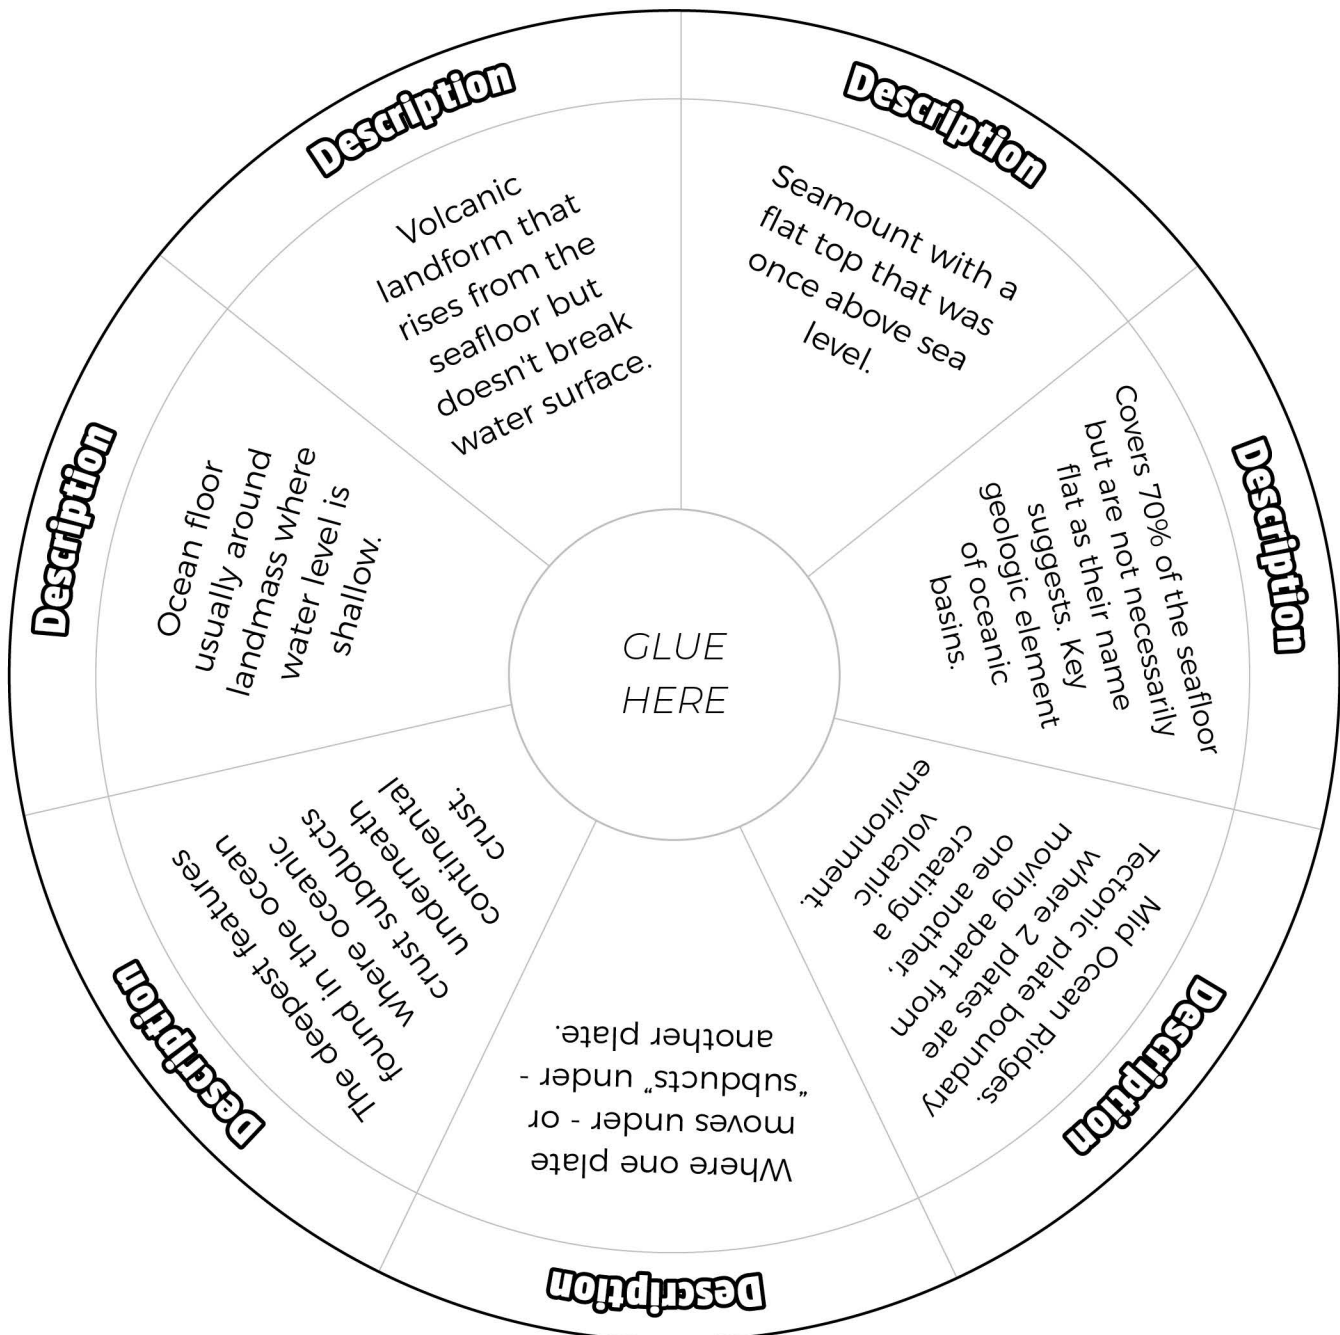 Description
Seamount with a
flat top that was
once above sea
level.
Description
Covers 70% of the seafloor
but are not necessarily
flat as their name
suggests. Key
geologic element
of oceanic
basins.
Description
Mid Ocean Ridges.
Tectonic plate boundary
where 2 plates are
moving apart from
one another,
creating a
volcanic
environment.
Description
Where one plate
moves under - or
"subducts" under -
another plate.
Description
The deepest features
found in the ocean
where oceanic
crust subducts
underneath
continental
crust.
Description
Ocean floor
usually around
landmass where
water level is
shallow.
Description
Volcanic
landform that
rises from the
seafloor but
doesn't break
water surface.
GLUE
HERE